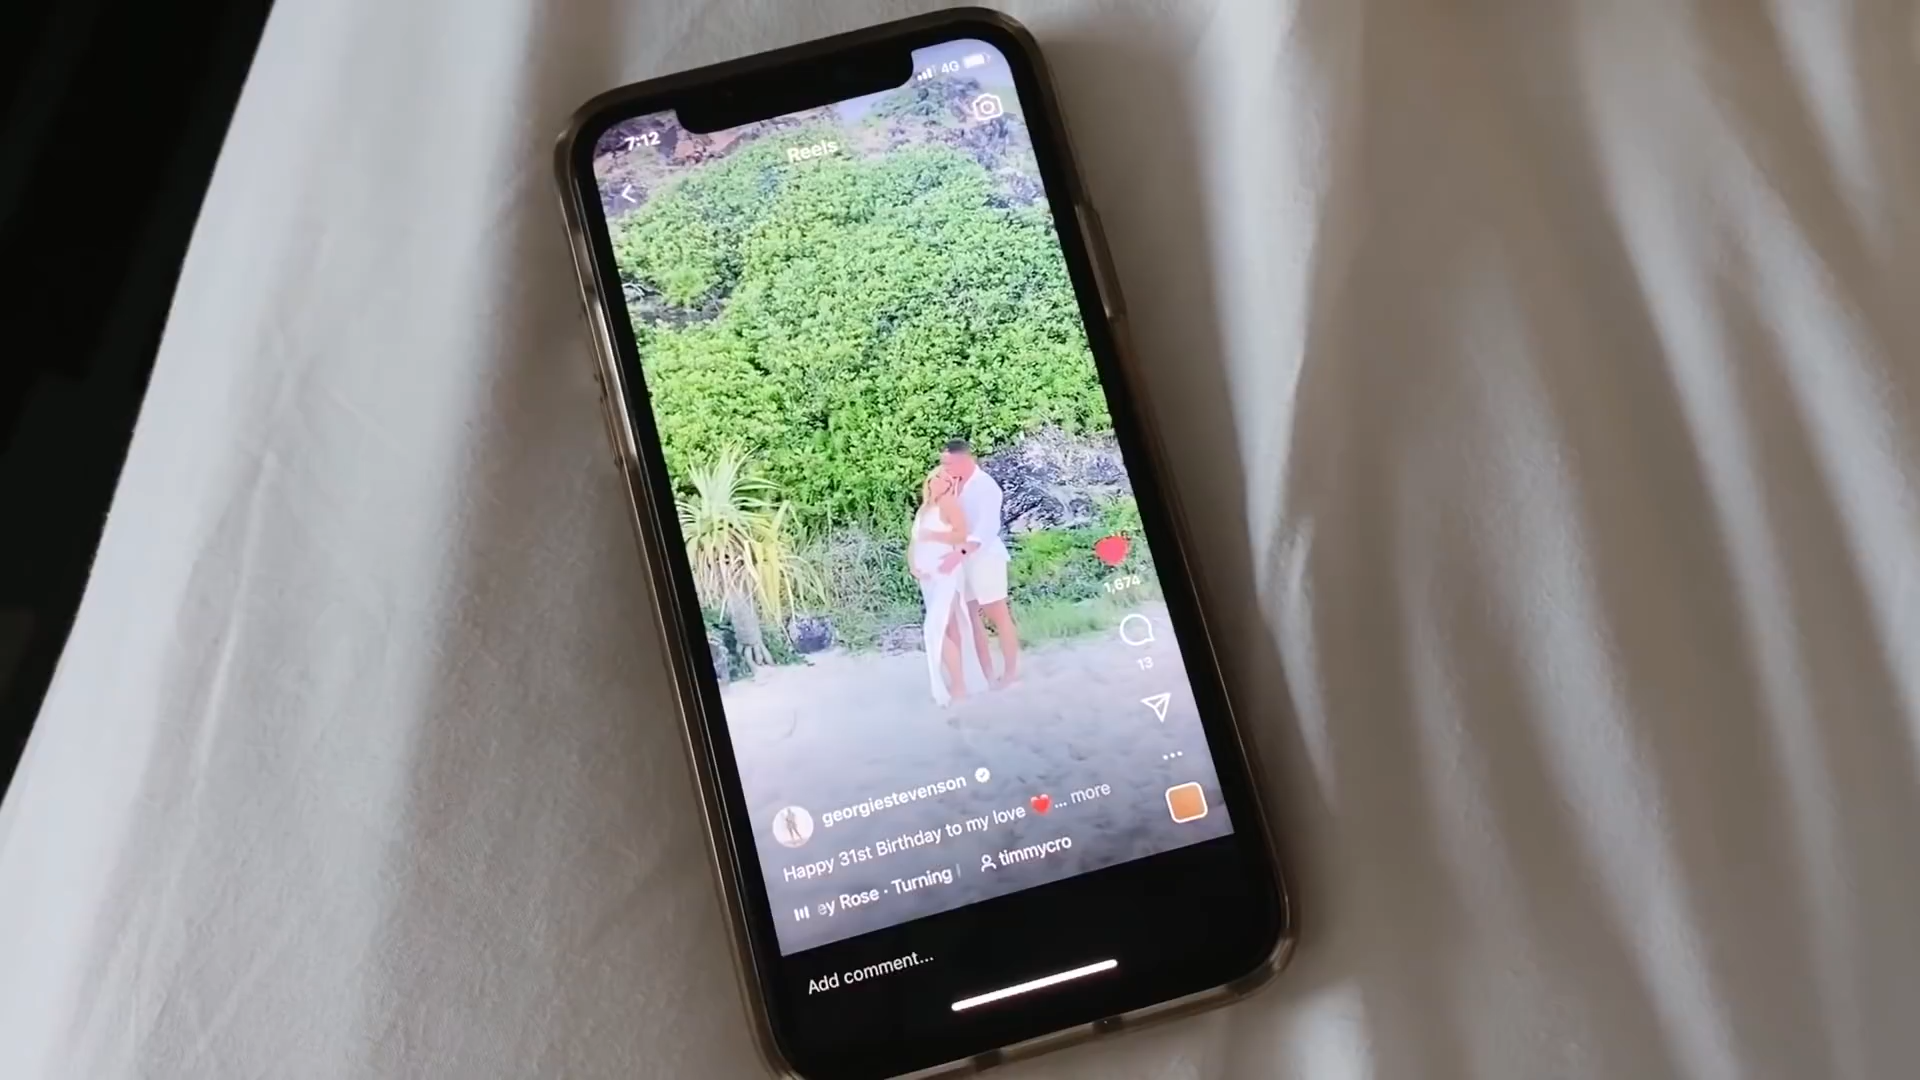 4G
7:12
Reels
1,674
13
georgiestevenson
Happy 31st Birthday to my love ❤️... more
ey Rose · Turning
timmycro
Add comment...